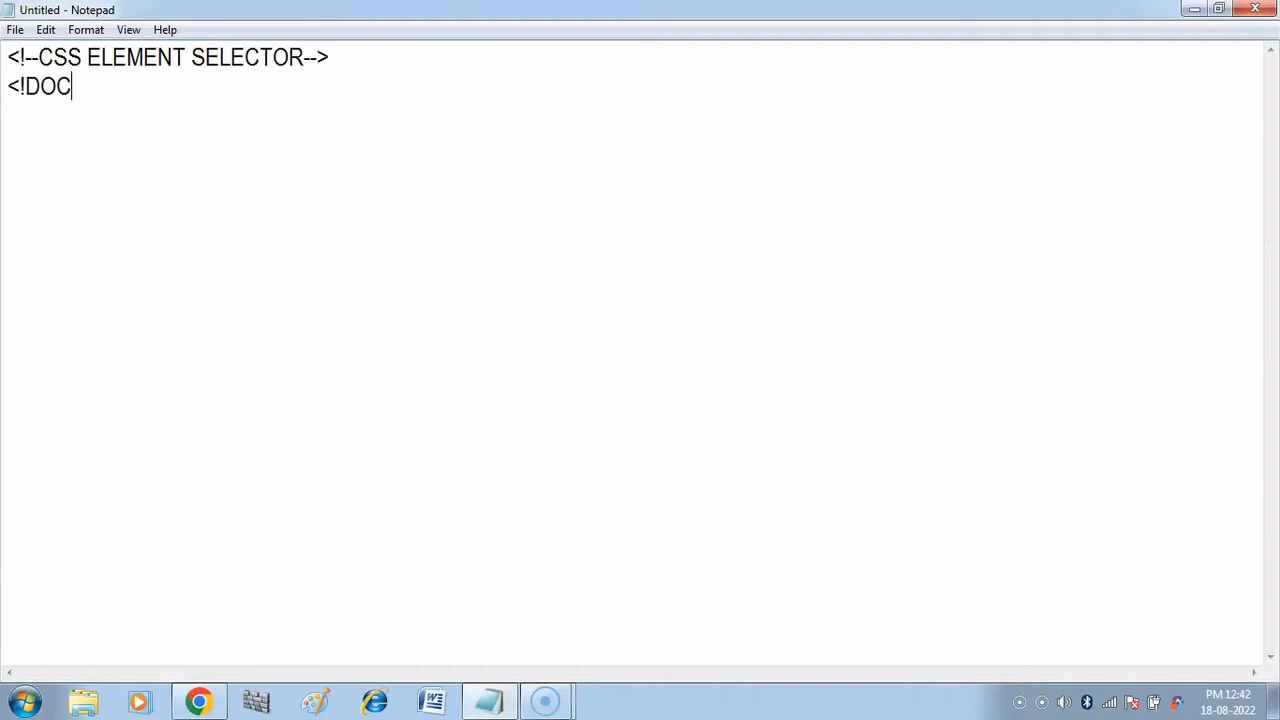 Untitled - Notepad
File Edit Format View Help
<!--CSS ELEMENT SELECTOR-->
<!DOC
PM 12:42
18-08-2022